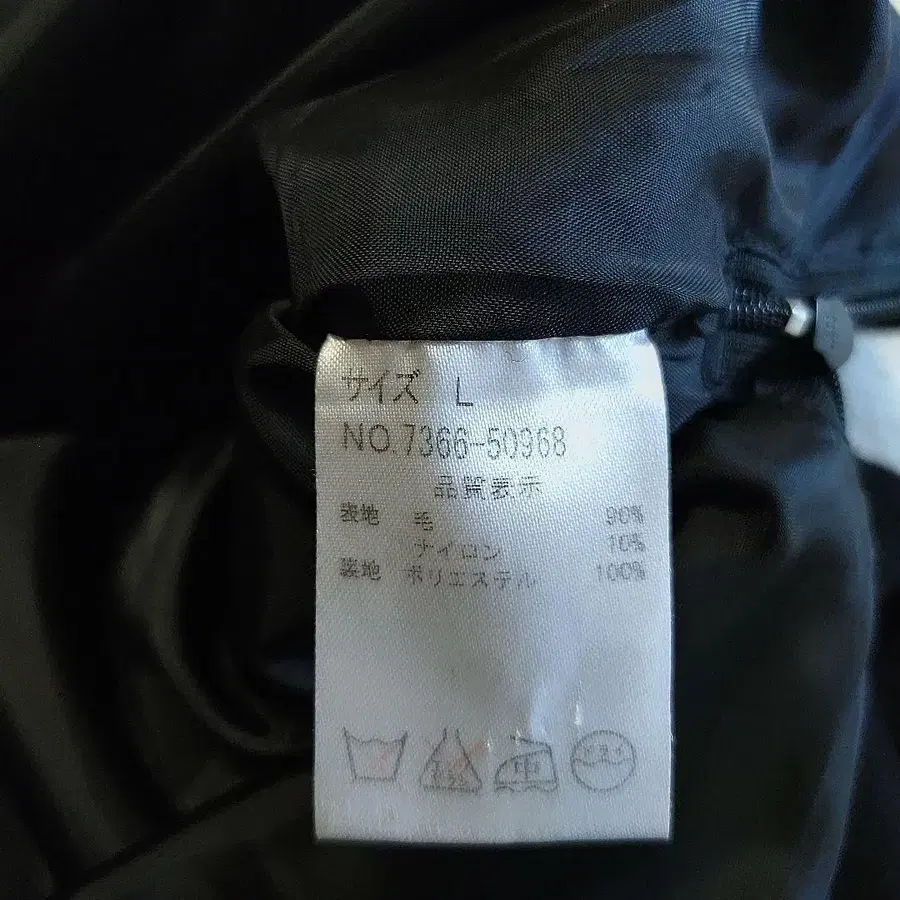 サイズ L
NO.7366-50968
品質表示
表地 毛 90%
ナイロン 10%
裏地 ポリエステル 100%
中